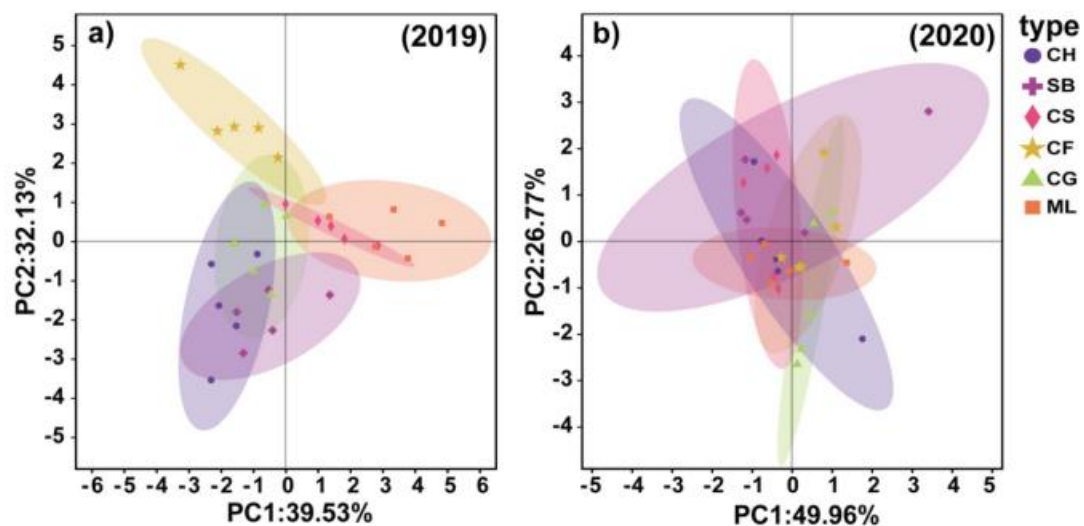 a)
(2019)
5
4
3
2
1
0
-1
-2
-3
-4
-5
PC2:32.13%
-6 -5 -4 -3 -2 -1 0 1 2 3 4 5 6
PC1:39.53%
b)
(2020)
4
3
2
1
0
-1
-2
-3
-4
PC2:26.77%
-5 -4 -3 -2 -1 0 1 2 3 4 5
PC1:49.96%
type
CH
SB
CS
CF
CG
ML